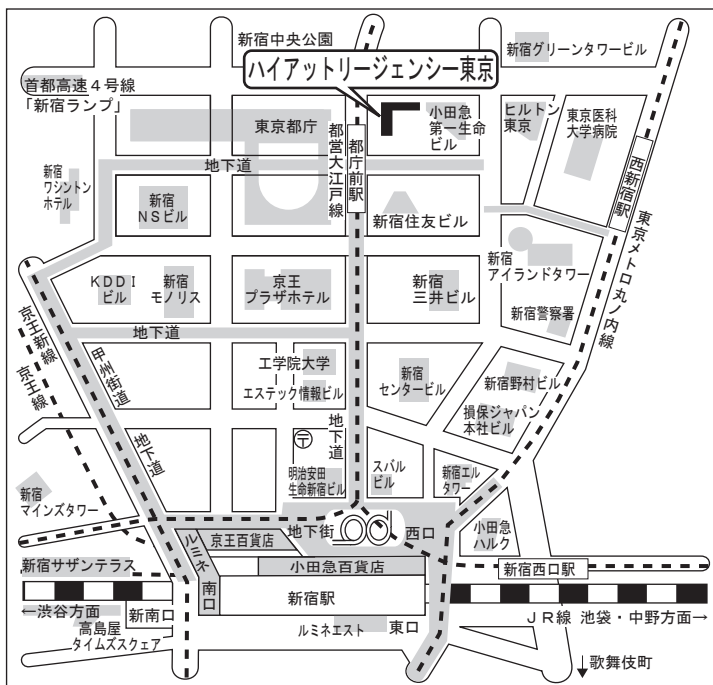 新宿中央公園
新宿グリーンタワービル
首都高速４号線
「新宿ランプ」
ハイアットリージェンシー東京
東京都庁
都営大江戸線
都庁前駅
小田急
第一生命
ビル
ヒルトン
東京
東京医科
大学病院
西新宿駅
東京メトロ丸ノ内線
地下道
新宿
ワシントン
ホテル
新宿
NSビル
新宿住友ビル
新宿
アイランドタワー
KDDI
ビル
新宿
モノリス
京王
プラザホテル
新宿
三井ビル
新宿警察署
京王新線
京王線
甲州街道
地下道
地下道
工学院大学
エステック情報ビル
新宿
センタービル
新宿野村ビル
損保ジャパン
本社ビル
地下道
〒
明治安田
生命新宿ビル
スバル
ビル
新宿エル
タワー
新宿
マインズタワー
地下街
西口
小田急
ハルク
京王百貨店
ルミネ
新宿サザンテラス
小田急百貨店
新宿西口駅
南口
新宿駅
←渋谷方面
新南口
高島屋
タイムズスクェア
ルミネエスト
東口
JR線 池袋・中野方面→
↓歌舞伎町